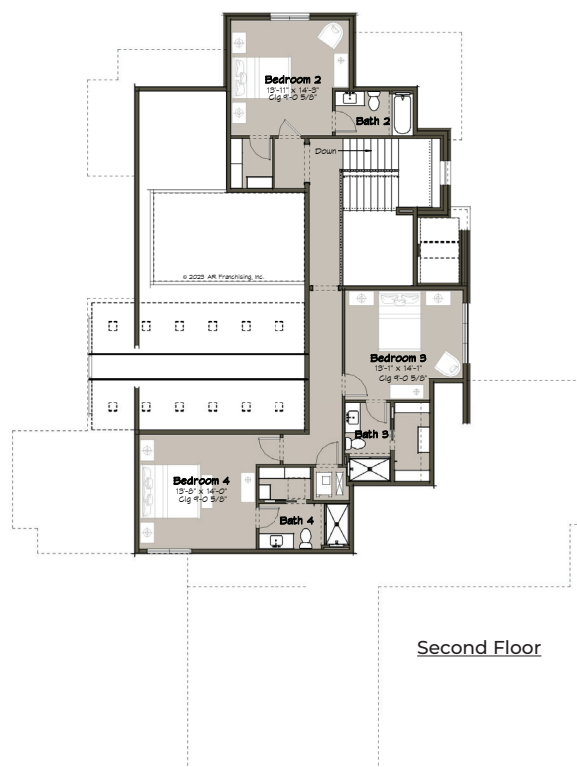 Bedroom 2
13'-11" x 14'-3"
Clg 9'-0 5/8"
Bath 2
Down
© 2023 AR Franchising, Inc.
Bedroom 3
13'-1" x 14'-1"
Clg 9'-0 5/8"
Bath 3
Bedroom 4
13'-8" x 14'-0"
Clg 9'-0 5/8"
Bath 4
Second Floor